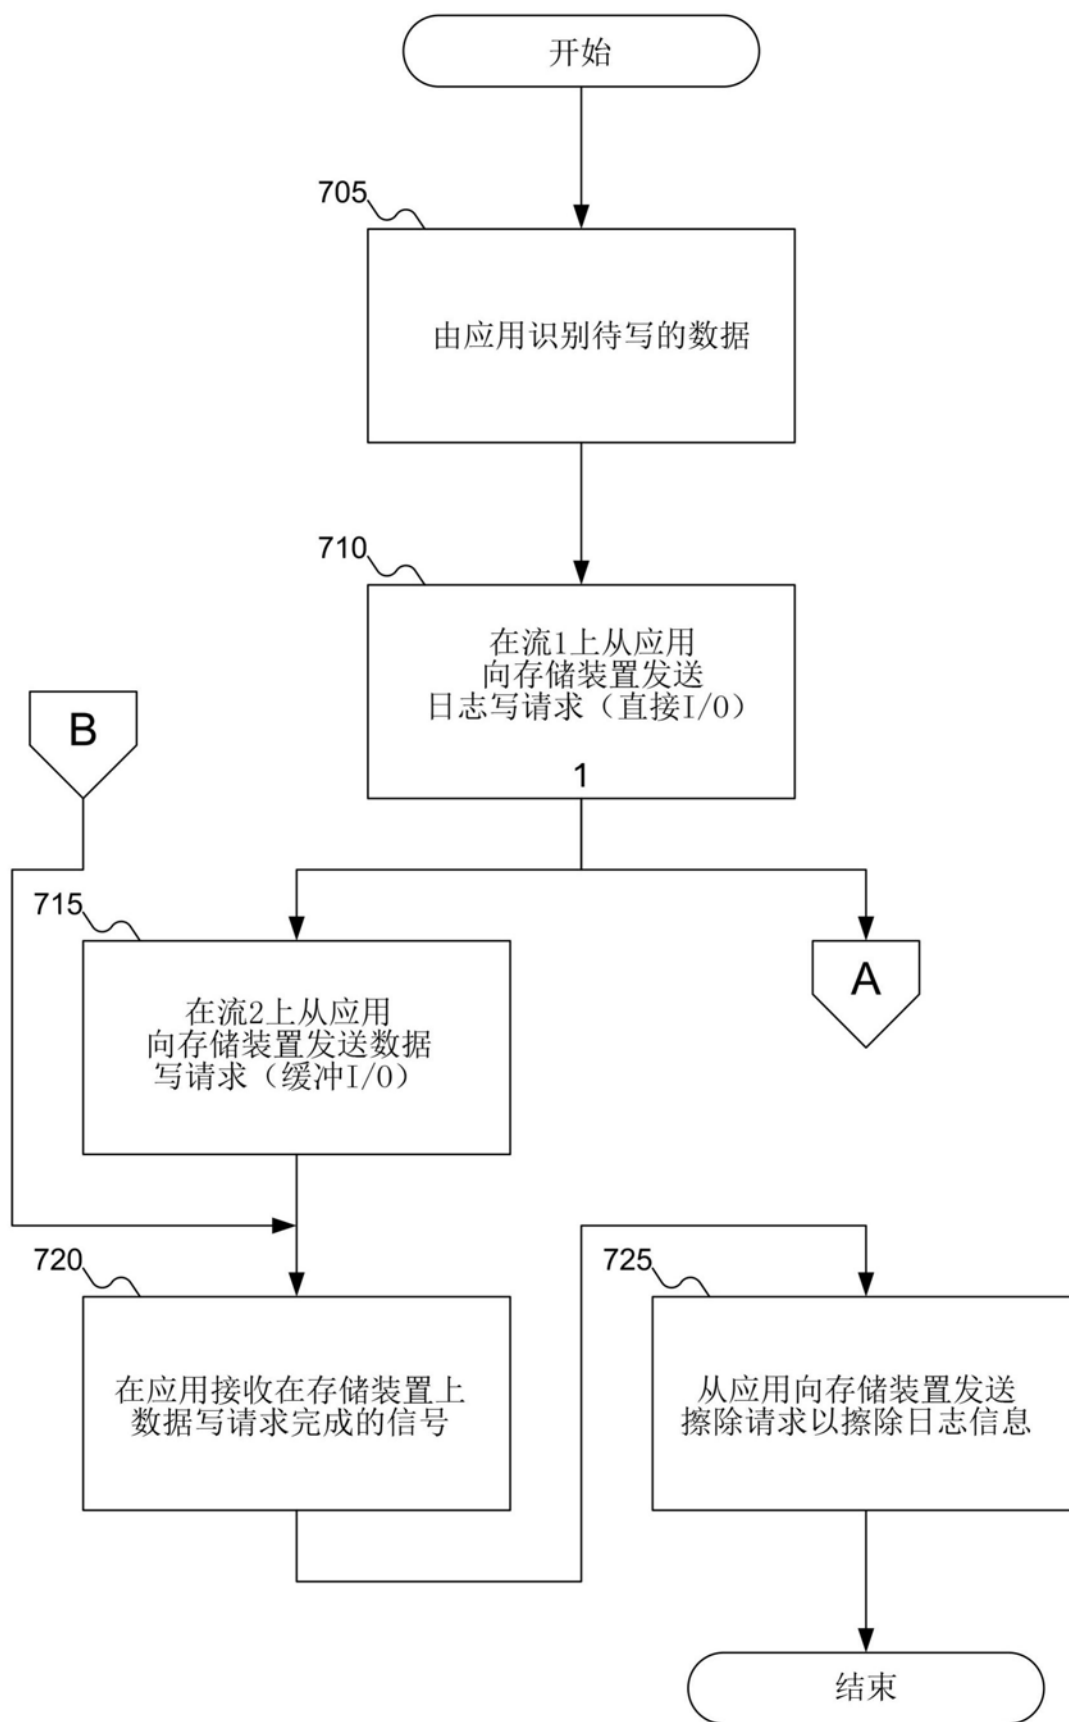 开始
705
由应用识别待写的数据
710
在流1上从应用
向存储装置发送
日志写请求（直接I/O）
1
B
715
在流2上从应用
向存储装置发送数据
写请求（缓冲I/O）
A
720
在应用接收在存储装置上
数据写请求完成的信号
725
从应用向存储装置发送
擦除请求以擦除日志信息
结束